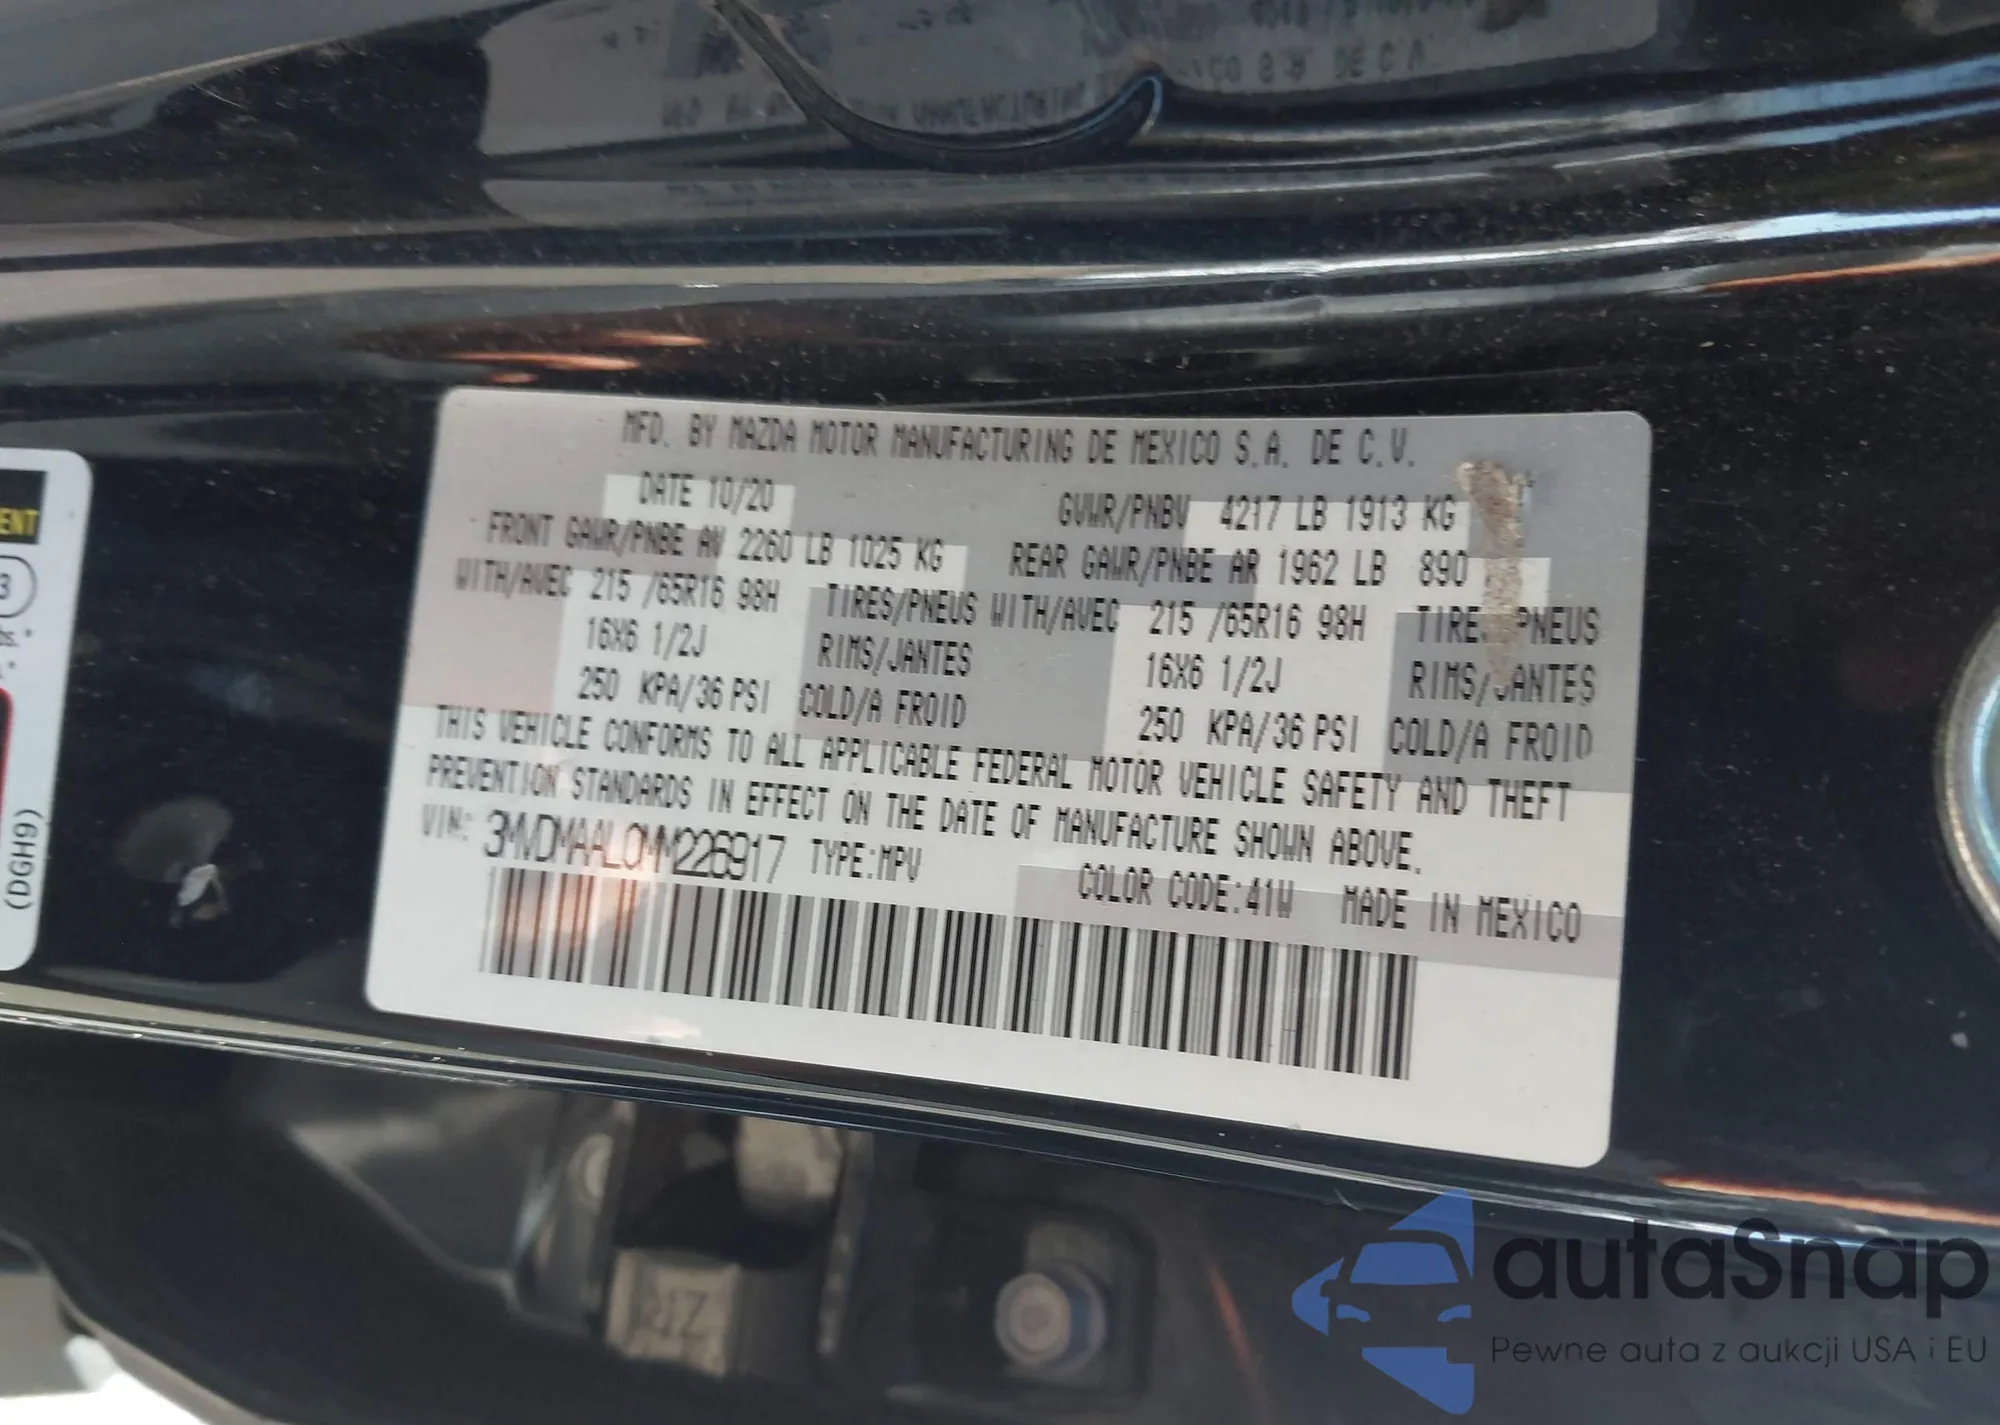 MFD. BY MAZDA MOTOR MANUFACTURING DE MEXICO S.A. DE C.V.
DATE 10/20 GVWR/PNBV 4217 LB 1913 KG
FRONT GAWR/PNBE AV 2260 LB 1025 KG REAR GAWR/PNBE AR 1962 LB 890
WITH/AVEC 215 /65R16 98H TIRES/PNEUS WITH/AVEC 215 /65R16 98H TIRES/PNEUS
16X6 1/2J RIMS/JANTES 16X6 1/2J RIMS/JANTES
250 KPA/36 PSI COLD/A FROID 250 KPA/36 PSI COLD/A FROID
THIS VEHICLE CONFORMS TO ALL APPLICABLE FEDERAL MOTOR VEHICLE SAFETY AND THEFT
PREVENTION STANDARDS IN EFFECT ON THE DATE OF MANUFACTURE SHOWN ABOVE.
VIN: 3MVDMAAL0MM226917 TYPE:MPV COLOR CODE:41W MADE IN MEXICO
(DGH9)
autaSnap
Pewne auta z aukcji USA i EU